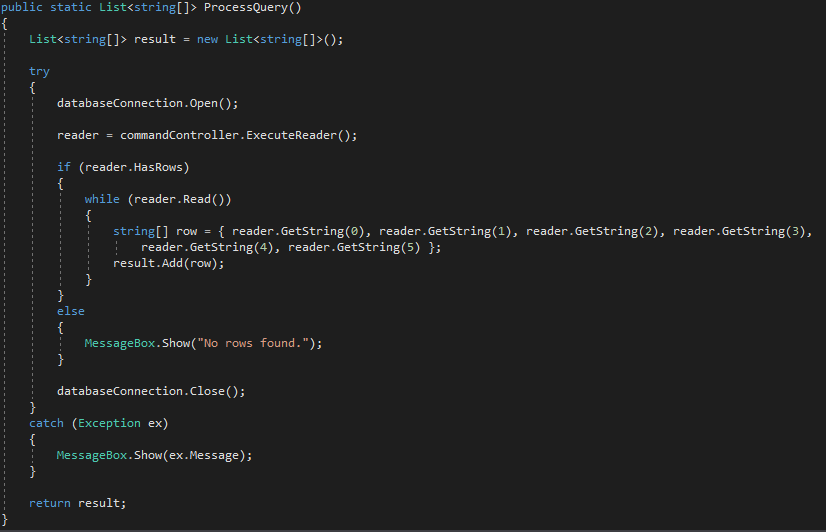 public static List<string[]> ProcessQuery()
{
    List<string[]> result = new List<string[]>();
    try
    {
        databaseConnection.Open();
        reader = commandController.ExecuteReader();
        if (reader.HasRows)
        {
            while (reader.Read())
            {
                string[] row = { reader.GetString(0), reader.GetString(1), reader.GetString(2), reader.GetString(3),
                    reader.GetString(4), reader.GetString(5) };
                result.Add(row);
            }
        }
        else
        {
            MessageBox.Show("No rows found.");
        }
        databaseConnection.Close();
    }
    catch (Exception ex)
    {
        MessageBox.Show(ex.Message);
    }
    return result;
}